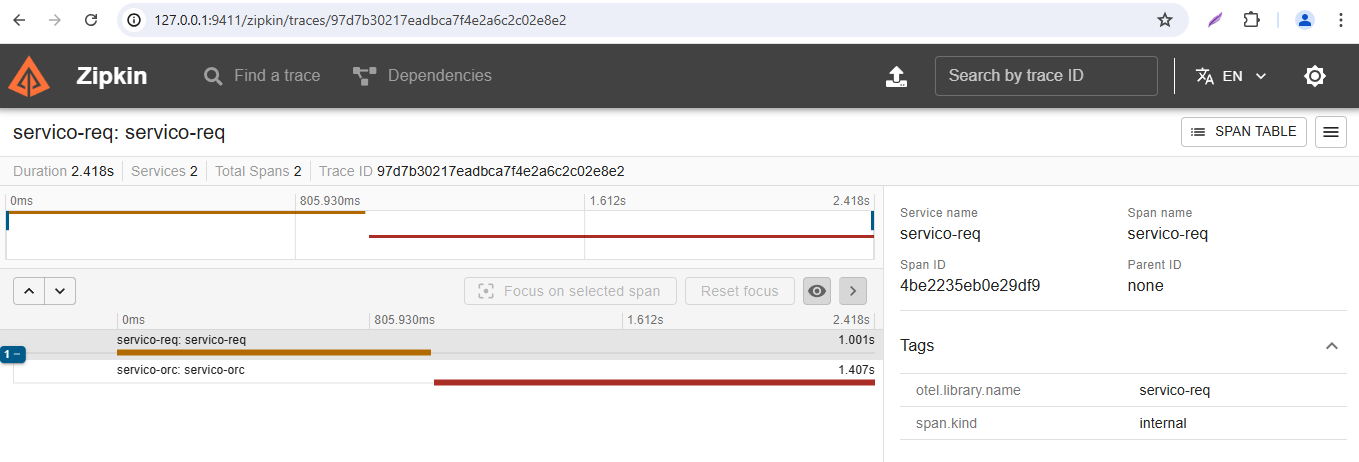 127.0.0.1:9411/zipkin/traces/97d7b30217eadbca7f4e2a6c2c02e8e2
Zipkin Find a trace Dependencies Search by trace ID EN
servico-req: servico-req SPAN TABLE
Duration 2.418s Services 2 Total Spans 2 Trace ID 97d7b30217eadbca7f4e2a6c2c02e8e2
0ms 805.930ms 1.612s 2.418s
Focus on selected span Reset focus
0ms 805.930ms 1.612s 2.418s
servico-req: servico-req 1.001s
1 −
servico-orc: servico-orc 1.407s
Service name Span name
servico-req servico-req
Span ID Parent ID
4be2235eb0e29df9 none
Tags
otel.library.name servico-req
span.kind internal